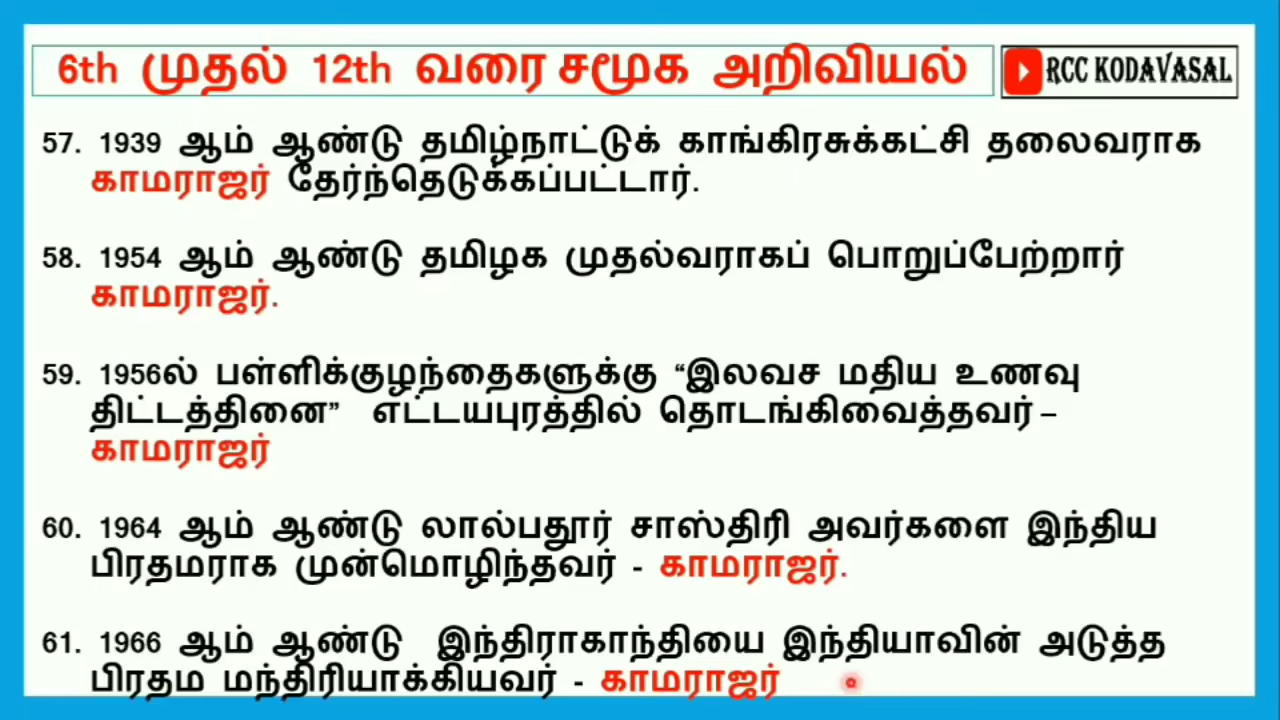 6th முதல் 12th வரை சமூக அறிவியல்
RCC KODAVASAL
57. 1939 ஆம் ஆண்டு தமிழ்நாட்டுக் காங்கிரசுக்கட்சி தலைவராக
காமராஜர் தேர்ந்தெடுக்கப்பட்டார்.
58. 1954 ஆம் ஆண்டு தமிழக முதல்வராகப் பொறுப்பேற்றார்
காமராஜர்.
59. 1956ல் பள்ளிக்குழந்தைகளுக்கு “இலவச மதிய உணவு
திட்டத்தினை” எட்டயபுரத்தில் தொடங்கிவைத்தவர் –
காமராஜர்
60. 1964 ஆம் ஆண்டு லால்பதூர் சாஸ்திரி அவர்களை இந்திய
பிரதமராக முன்மொழிந்தவர் - காமராஜர்.
61. 1966 ஆம் ஆண்டு இந்திராகாந்தியை இந்தியாவின் அடுத்த
பிரதம மந்திரியாக்கியவர் - காமராஜர்